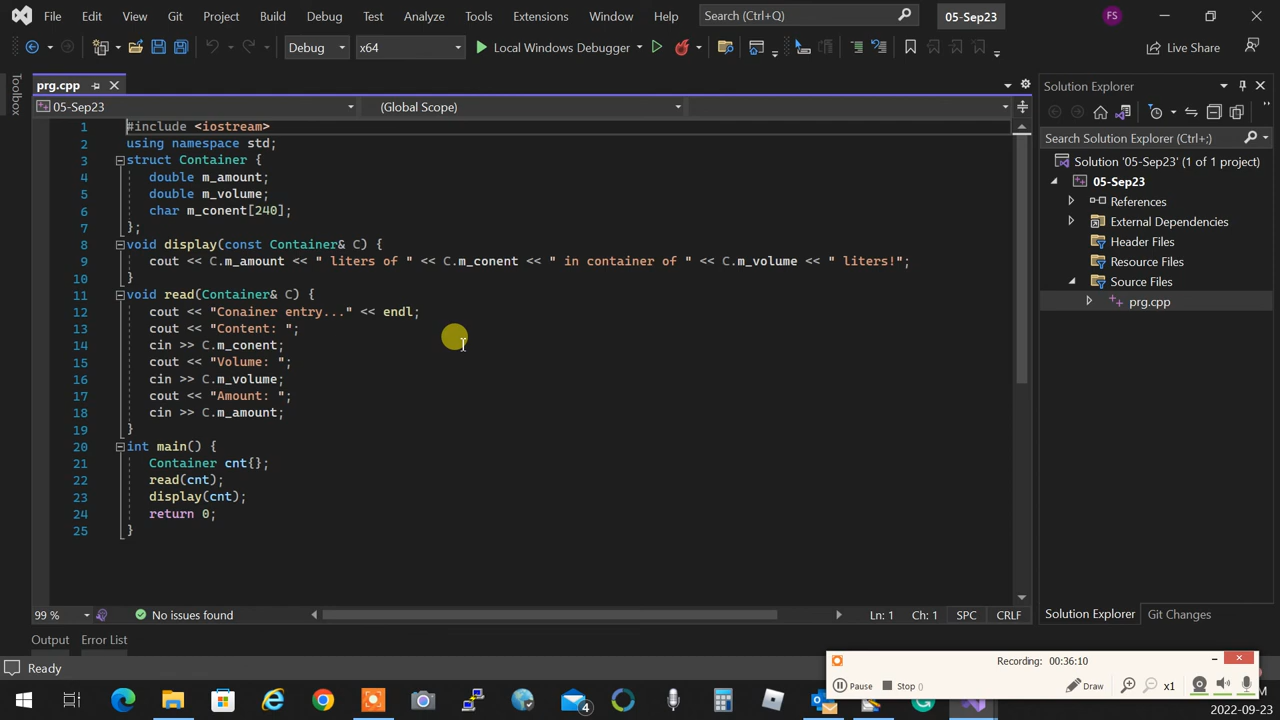 File Edit View Git Project Build Debug Test Analyze Tools Extensions Window Help Search (Ctrl+Q) 05-Sep23 FS
Debug x64 Local Windows Debugger Live Share
Toolbox
prg.cpp
05-Sep23 (Global Scope)
1 #include <iostream>
2 using namespace std;
3 struct Container {
4 double m_amount;
5 double m_volume;
6 char m_conent[240];
7 };
8 void display(const Container& C) {
9 cout << C.m_amount << " liters of " << C.m_conent << " in container of " << C.m_volume << " liters!";
10 }
11 void read(Container& C) {
12 cout << "Conainer entry..." << endl;
13 cout << "Content: ";
14 cin >> C.m_conent;
15 cout << "Volume: ";
16 cin >> C.m_volume;
17 cout << "Amount: ";
18 cin >> C.m_amount;
19 }
20 int main() {
21 Container cnt{};
22 read(cnt);
23 display(cnt);
24 return 0;
25 }
99 % No issues found Ln: 1 Ch: 1 SPC CRLF
Output Error List
Ready
Solution Explorer
Search Solution Explorer (Ctrl+;)
Solution '05-Sep23' (1 of 1 project)
05-Sep23
References
External Dependencies
Header Files
Resource Files
Source Files
prg.cpp
Solution Explorer Git Changes
Recording: 00:36:10
Pause Stop () Draw x1
4
M
2022-09-23